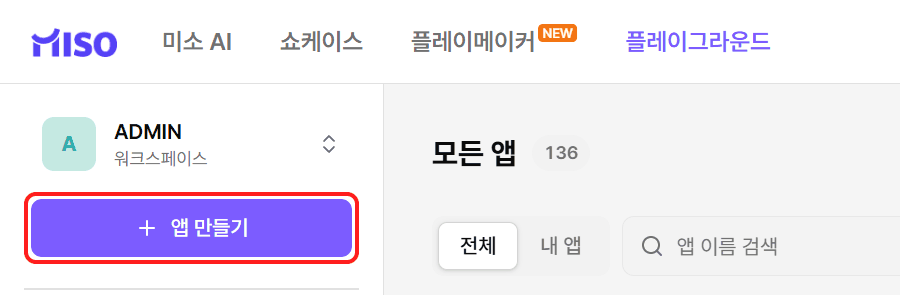 MISO 미소 AI 쇼케이스 플레이메이커 NEW 플레이그라운드
A ADMIN
워크스페이스
+ 앱 만들기
모든 앱 136
전체 내 앱 앱 이름 검색